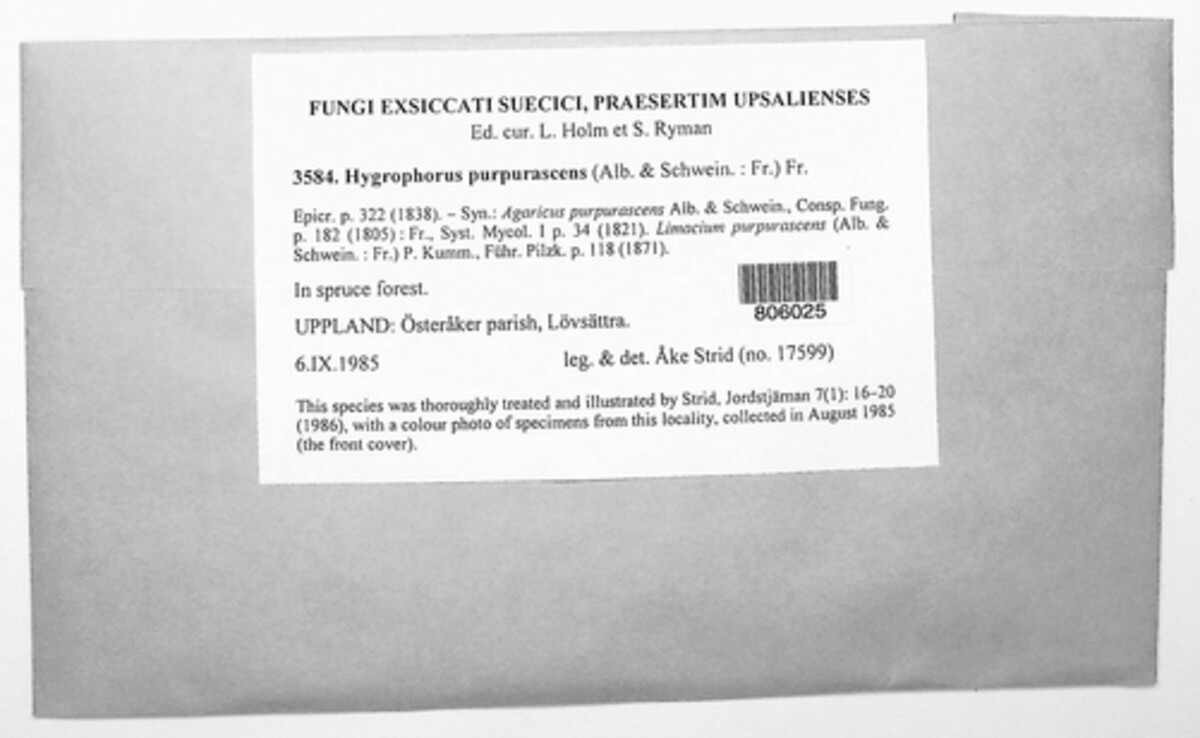 FUNGI EXSICCATI SUECICI, PRAESERTIM UPSALIENSES
Ed. cur. L. Holm et S. Ryman
3584. Hygrophorus purpurascens (Alb. & Schwein. : Fr.) Fr.
Epicr. p. 322 (1838). – Syn.: Agaricus purpurascens Alb. & Schwein., Consp. Fung.
p. 182 (1805) : Fr., Syst. Mycol. 1 p. 34 (1821). Limacium purpurascens (Alb. &
Schwein. : Fr.) P. Kumm., Führ. Pilzk. p. 118 (1871).
In spruce forest.
806025
UPPLAND: Österåker parish, Lövsättra.
6.IX.1985 leg. & det. Åke Strid (no. 17599)
This species was thoroughly treated and illustrated by Strid, Jordstjärnan 7(1): 16–20
(1986), with a colour photo of specimens from this locality, collected in August 1985
(the front cover).